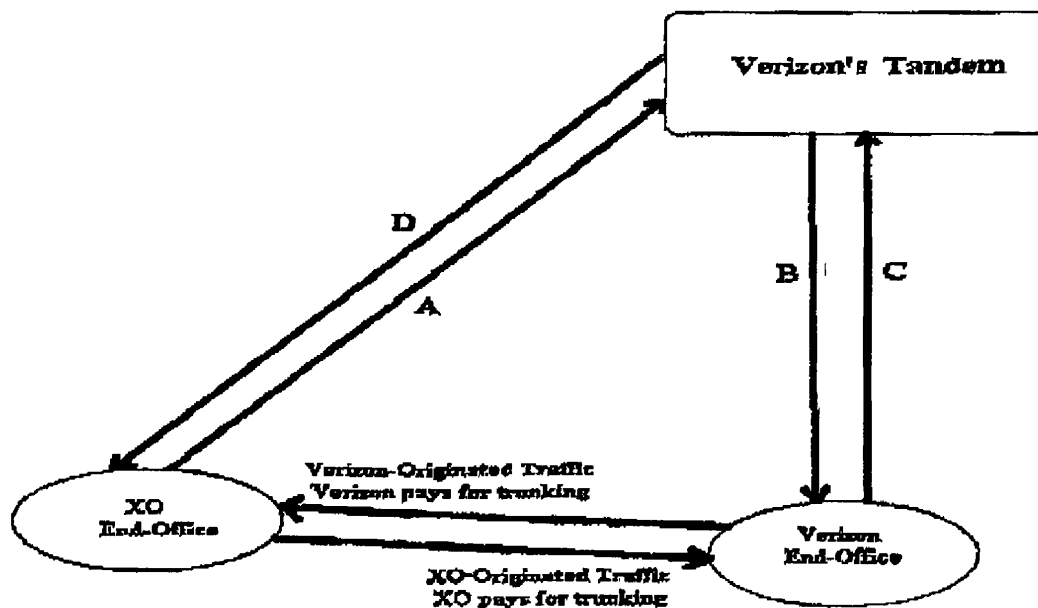 Verizon's Tandem
D
A
B
C
Verizon-Originated Traffic
Verizon pays for trunking
XO
End-Office
Verizon
End-Office
XO-Originated Traffic
XO pays for trunking